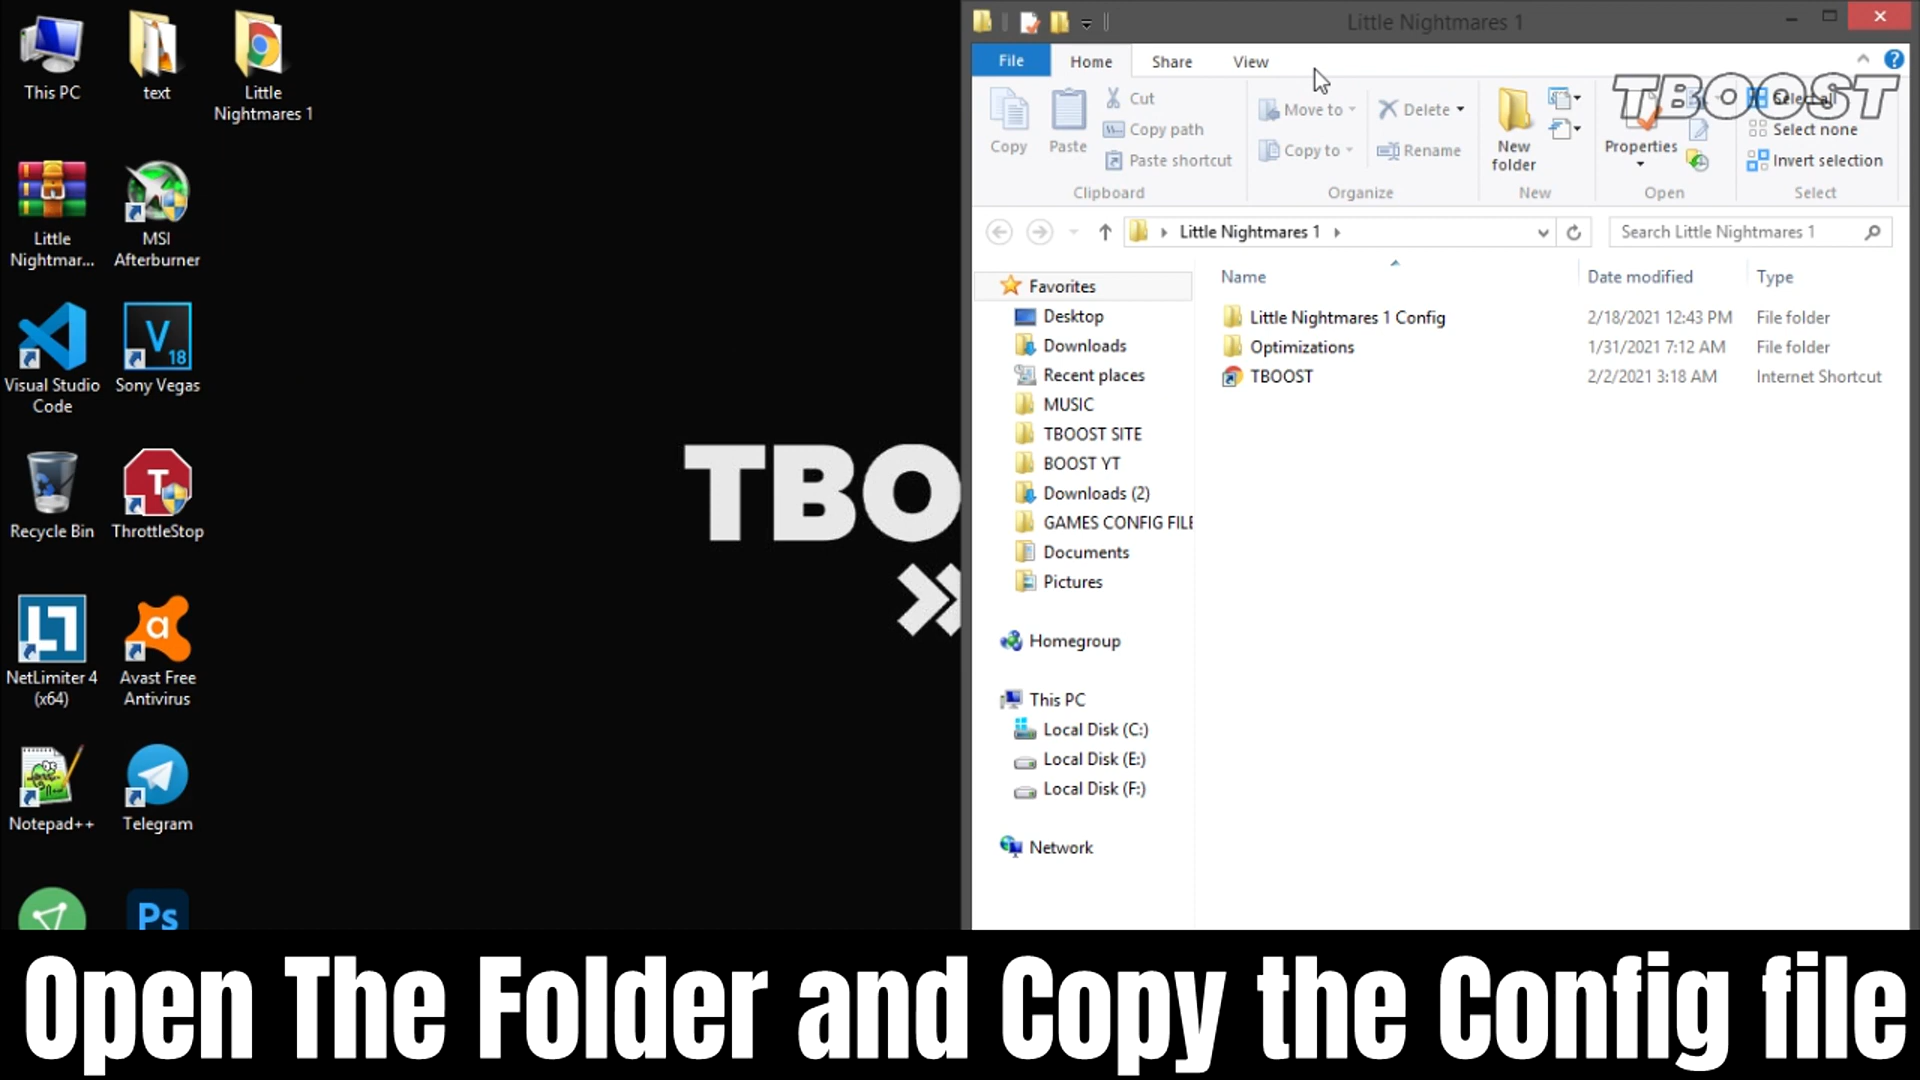 This PC
text
Little
Nightmares 1
Little
Nightmar...
MSI
Afterburner
V
18
Visual Studio
Code
Sony Vegas
T
Recycle Bin
ThrottleStop
a
NetLimiter 4
(x64)
Avast Free
Antivirus
Notepad++
Telegram
Ps
TBO
Little Nightmares 1
File
Home
Share
View
TBOOST
Copy
Paste
Cut
Copy path
Paste shortcut
Clipboard
Move to
Copy to
Delete
Rename
Organize
New
folder
New
Properties
Open
Select all
Select none
Invert selection
Select
Little Nightmares 1
Search Little Nightmares 1
Name
Date modified
Type
Little Nightmares 1 Config
2/18/2021 12:43 PM
File folder
Optimizations
1/31/2021 7:12 AM
File folder
TBOOST
2/2/2021 3:18 AM
Internet Shortcut
Favorites
Desktop
Downloads
Recent places
MUSIC
TBOOST SITE
BOOST YT
Downloads (2)
GAMES CONFIG FILE
Documents
Pictures
Homegroup
This PC
Local Disk (C:)
Local Disk (E:)
Local Disk (F:)
Network
Open The Folder and Copy the Config file